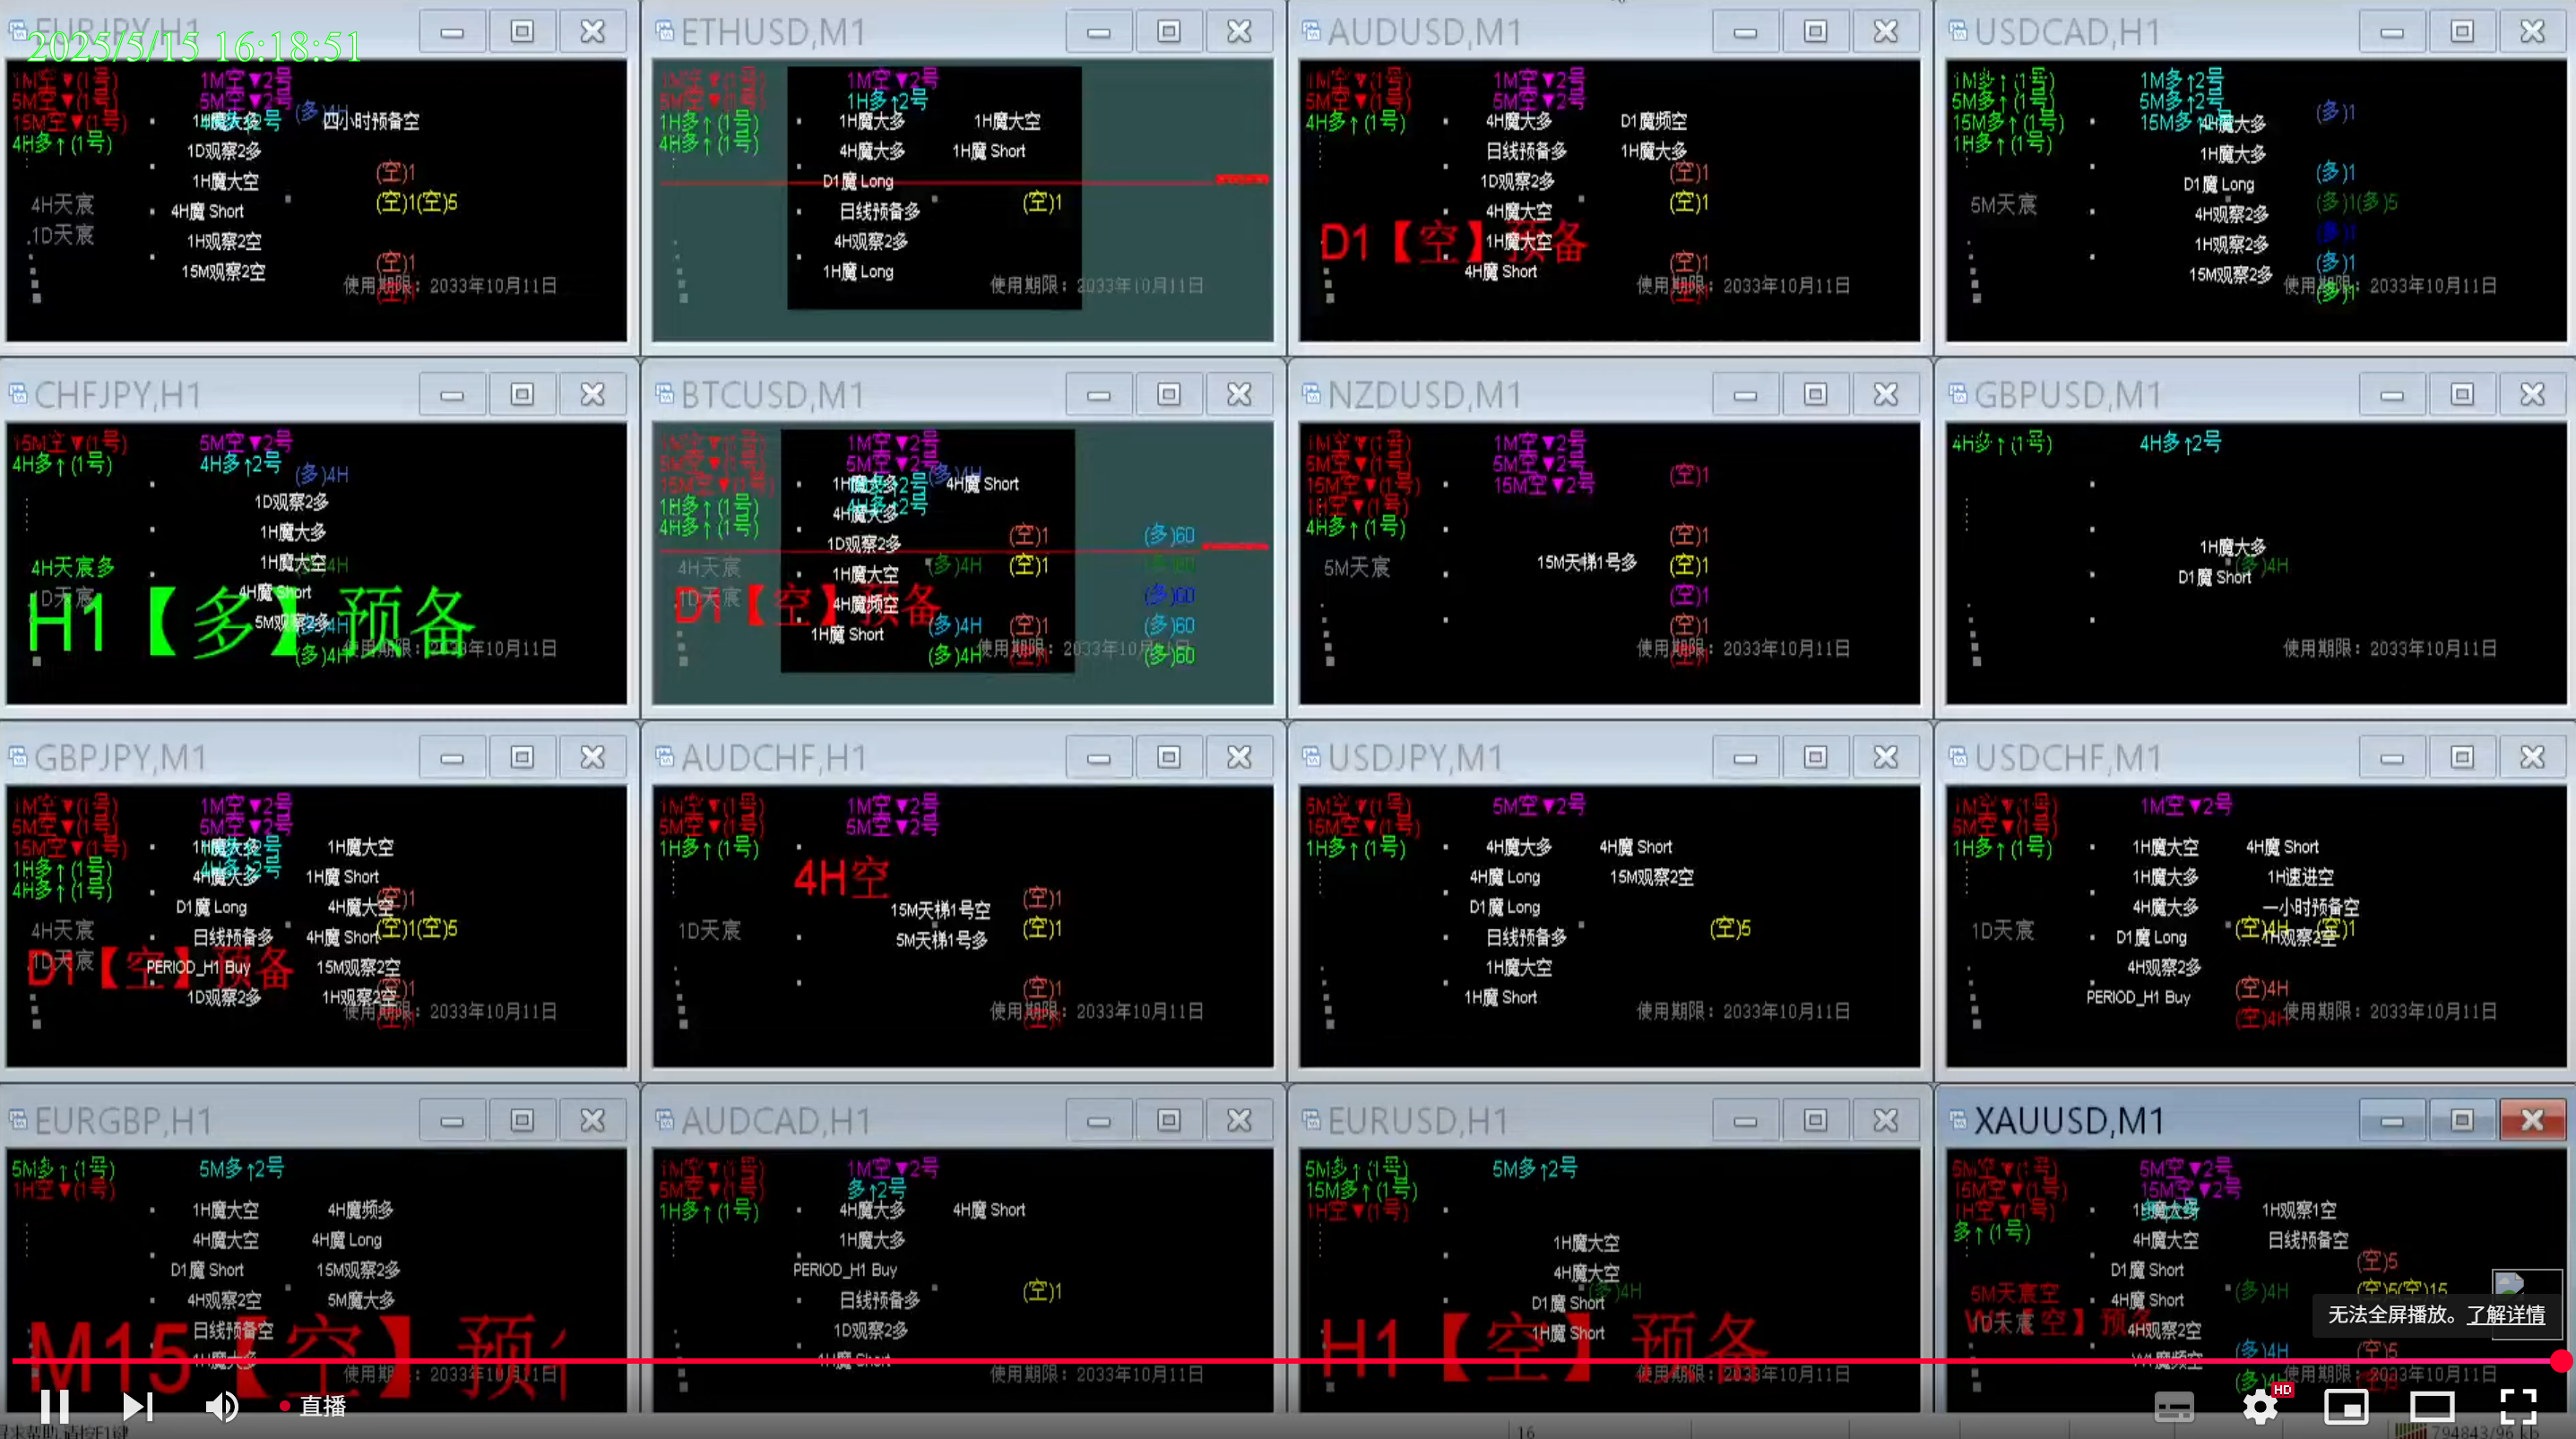 EURJPY,H1
2025/5/15 16:18:51
1M空▼(1号)
1M空▼2号
5M空▼(1号)
5M空▼2号
15M空▼(1号)
1H魔大多
(多)4H
四小时预备空
4H多↑(1号)
1D观察2多
(空)1
1H魔大空
4H天宸
4H魔 Short
(空)1(空)5
1D天宸
1H观察2空
(空)1
15M观察2空
使用期限：2033年10月11日
ETHUSD,M1
1M空▼(1号)
1M空▼2号
5M空▼(1号)
1H多↑2号
1H多↑(1号)
1H魔大多
1H魔大空
4H多↑(1号)
4H魔大多
1H魔 Short
D1魔 Long
日线预备多
(空)1
4H观察2多
1H魔 Long
使用期限：2033年10月11日
AUDUSD,M1
1M空▼(1号)
1M空▼2号
5M空▼(1号)
5M空▼2号
4H多↑(1号)
4H魔大多
D1魔频空
日线预备多
1H魔大多
(空)1
1D观察2多
(空)1
4H魔大空
D1【空】预备
1H魔大空
(空)1
4H魔 Short
使用期限：2033年10月11日
USDCAD,H1
1M多↑(1号)
1M多↑2号
5M多↑(1号)
5M多↑2号
(多)1
15M多↑(1号)
15M多↑2号
4H魔大多
1H多↑(1号)
1H魔大多
(多)1
D1魔 Long
5M天宸
(多)1(多)5
4H观察2多
(多)1
1H观察2多
(多)1
15M观察2多
使用期限：2033年10月11日
(多)1
CHFJPY,H1
15M空▼(1号)
5M空▼2号
4H多↑(1号)
4H多↑2号
(多)4H
1D观察2多
1H魔大多
4H天宸多
1H魔大空
1D天宸
4H魔 Short
H1【多】预备
5M观察2多
(多)4H
使用期限：2033年10月11日
BTCUSD,M1
1M空▼(1号)
1M空▼2号
5M空▼(1号)
5M空▼2号
(多)4H
15M空▼(1号)
1H魔大多
4H魔 Short
1H多↑(1号)
4H多↑2号
4H魔大多
4H多↑(1号)
1D观察2多
(空)1
(多)60
4H天宸
1H魔大空
(多)4H
(空)1
1D天宸
D1【空】预备
4H魔频空
1H魔 Short
(多)4H
(空)1
(多)60
(多)4H
(多)60
使用期限：2033年10月11日
NZDUSD,M1
1M空▼(1号)
1M空▼2号
5M空▼(1号)
5M空▼2号
15M空▼(1号)
15M空▼2号
(空)1
1H空▼(1号)
4H多↑(1号)
(空)1
5M天宸
15M天梯1号多
(空)1
(空)1
(空)1
使用期限：2033年10月11日
GBPUSD,M1
4H多↑(1号)
4H多↑2号
1H魔大多
(多)4H
D1魔 Short
使用期限：2033年10月11日
GBPJPY,M1
1M空▼(1号)
1M空▼2号
5M空▼(1号)
5M空▼2号
15M空▼(1号)
1H魔大多
1H魔大空
1H多↑(1号)
4H多↑2号
4H魔大多
1H魔 Short
4H多↑(1号)
(空)1
D1魔 Long
4H魔大空
4H天宸
日线预备多
4H魔 Short
(空)1(空)5
1D天宸
D1【空】预备
PERIOD_H1 Buy
15M观察2空
1D观察2多
1H观察2空
(空)1
使用期限：2033年10月11日
AUDCHF,H1
1M空▼(1号)
1M空▼2号
5M空▼(1号)
5M空▼2号
1H多↑(1号)
4H空
(空)1
15M天梯1号空
1D天宸
5M天梯1号多
(空)1
(空)1
使用期限：2033年10月11日
USDJPY,M1
5M空▼(1号)
5M空▼2号
15M空▼(1号)
1H多↑(1号)
4H魔大多
4H魔 Short
4H魔 Long
15M观察2空
D1魔 Long
日线预备多
(空)5
1H魔大空
1H魔 Short
使用期限：2033年10月11日
USDCHF,M1
1M空▼(1号)
1M空▼2号
5M空▼(1号)
1H多↑(1号)
1H魔大空
4H魔 Short
1H魔大多
1H速进空
4H魔大多
一小时预备空
1D天宸
D1魔 Long
(空)4H
1H观察2空
(空)1
4H观察2多
PERIOD_H1 Buy
(空)4H
(空)4H
使用期限：2033年10月11日
EURGBP,H1
5M多↑(1号)
5M多↑2号
1H空▼(1号)
1H魔大空
4H魔频多
4H魔大空
4H魔 Long
D1魔 Short
15M观察2多
4H观察2空
5M魔大多
日线预备空
M15【空】预
1H魔大多
使用期限：2033年10月11日
AUDCAD,H1
1M空▼(1号)
1M空▼2号
5M空▼(1号)
多↑2号
1H多↑(1号)
4H魔大多
4H魔 Short
1H魔大多
PERIOD_H1 Buy
日线预备多
(空)1
1D观察2多
1H魔 Short
使用期限：2033年10月11日
EURUSD,H1
5M多↑(1号)
5M多↑2号
15M多↑(1号)
1H空▼(1号)
1H魔大空
4H魔大空
(多)4H
D1魔 Short
1H魔 Short
H1【空】预备
使用期限：2033年10月11日
XAUUSD,M1
5M空▼(1号)
5M空▼2号
15M空▼(1号)
15M空▼2号
1H空▼(1号)
1H魔大多
1H观察1空
多↑(1号)
4H魔大空
日线预备空
D1魔 Short
(空)5
5M天宸空
4H魔 Short
(多)4H
(空)5(空)15
1D天宸
4H观察2空
(多)4H
(空)5
使用期限：2033年10月11日
无法全屏播放。了解详情
直播
HD
16
794843/96 kb